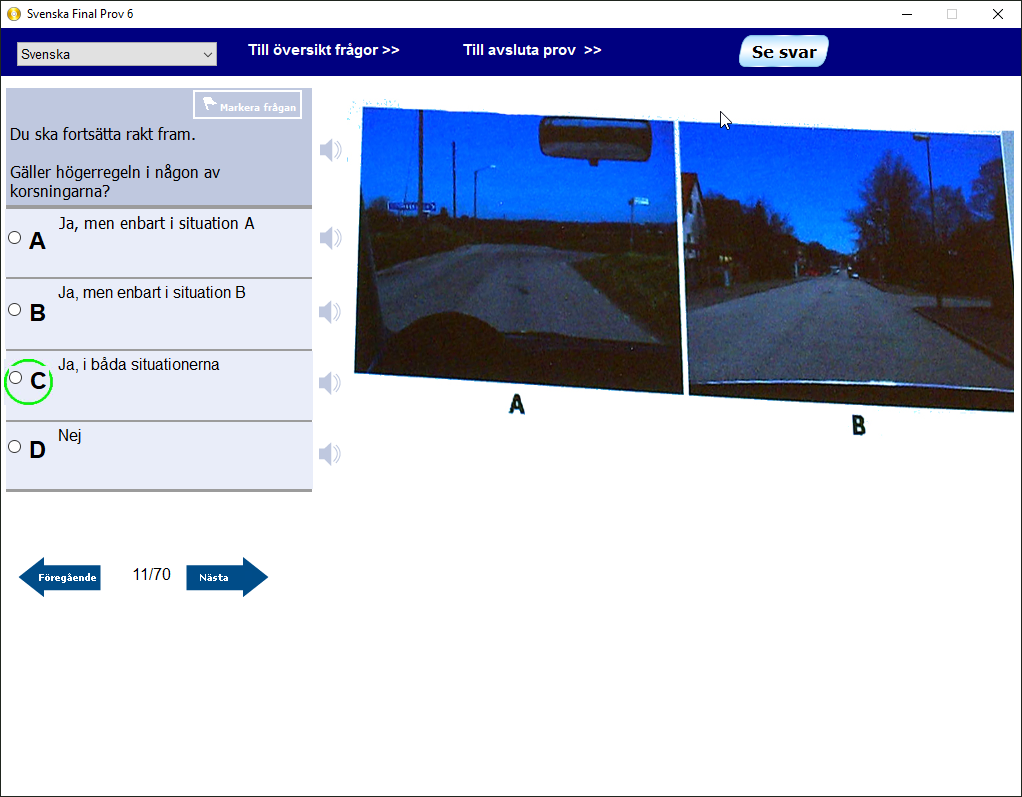 Svenska Final Prov 6
Svenska
Till översikt frågor >>
Till avsluta prov >>
Se svar
Markera frågan
Du ska fortsätta rakt fram.
Gäller högerregeln i någon av
korsningarna?
A
Ja, men enbart i situation A
B
Ja, men enbart i situation B
C
Ja, i båda situationerna
D
Nej
A
B
Föregående
11/70
Nästa